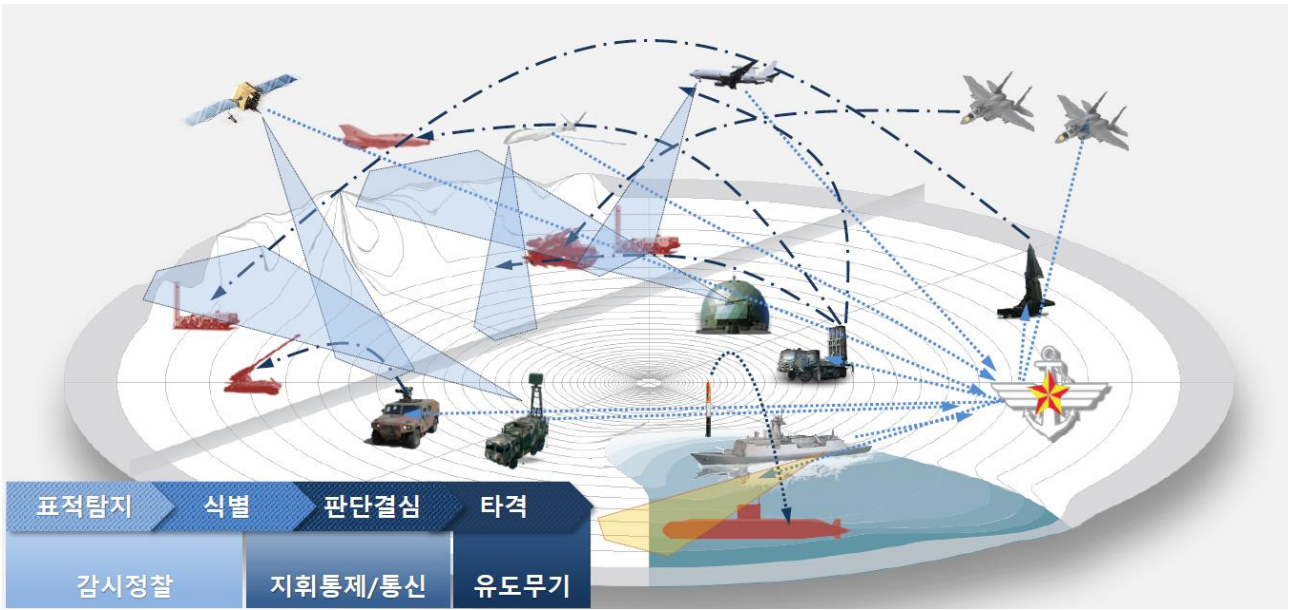 표적탐지
식별
판단결심
타격
감시정찰
지휘통제/통신
유도무기